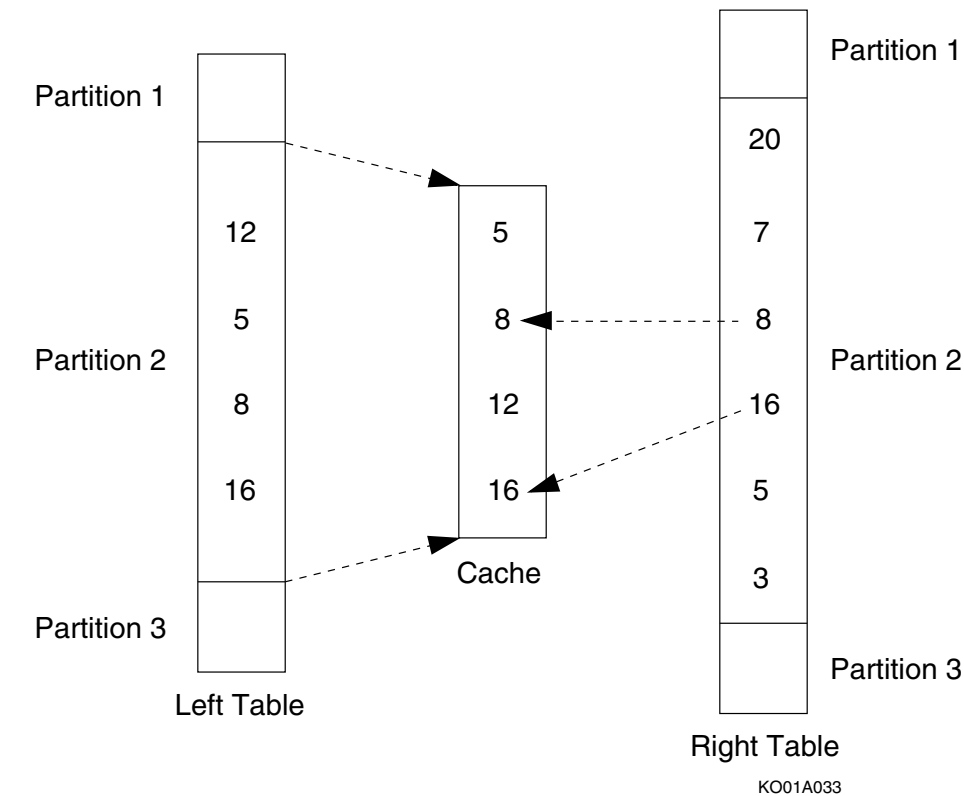 Partition 1
12
5
Partition 2
8
16
Partition 3
Left Table
5
8
12
16
Cache
Partition 1
20
7
8
Partition 2
16
5
3
Partition 3
Right Table
KO01A033